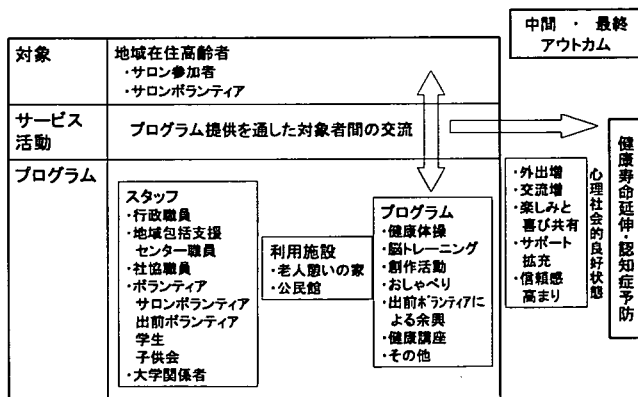 中間 ・ 最終
アウトカム
対象
地域在住高齢者
・サロン参加者
・サロンボランティア
サービス
活動
プログラム提供を通した対象者間の交流
プログラム
スタッフ
・行政職員
・地域包括支援
センター職員
・社協職員
・ボランティア
サロンボランティア
出前ボランティア
学生
子供会
・大学関係者
利用施設
・老人憩いの家
・公民館
プログラム
・健康体操
・脳トレーニング
・創作活動
・おしゃべり
・出前ボランティアに
よる余興
・健康講座
・その他
・外出増
・交流増
・楽しみと
喜び共有
・サポート
拡充
・信頼感
高まり
心理社会的良好状態
健康寿命延伸・認知症予防